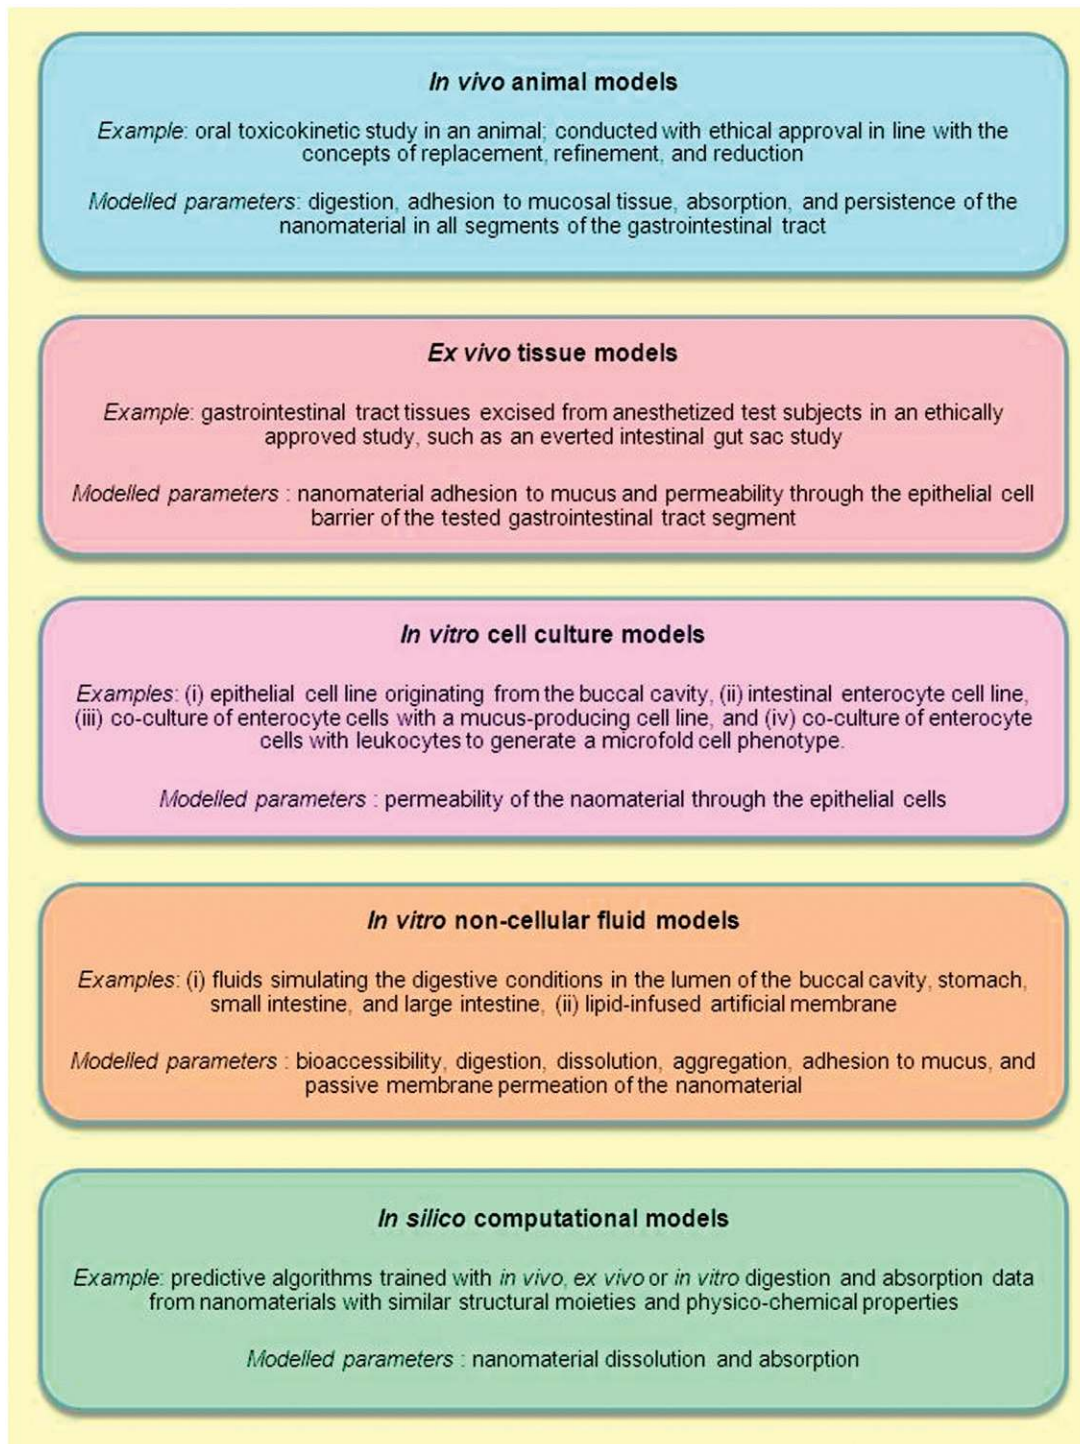 In vivo animal models
Example: oral toxicokinetic study in an animal; conducted with ethical approval in line with the
concepts of replacement, refinement, and reduction
Modelled parameters: digestion, adhesion to mucosal tissue, absorption, and persistence of the
nanomaterial in all segments of the gastrointestinal tract
Ex vivo tissue models
Example: gastrointestinal tract tissues excised from anesthetized test subjects in an ethically
approved study, such as an everted intestinal gut sac study
Modelled parameters : nanomaterial adhesion to mucus and permeability through the epithelial cell
barrier of the tested gastrointestinal tract segment
In vitro cell culture models
Examples: (i) epithelial cell line originating from the buccal cavity, (ii) intestinal enterocyte cell line,
(iii) co-culture of enterocyte cells with a mucus-producing cell line, and (iv) co-culture of enterocyte
cells with leukocytes to generate a microfold cell phenotype.
Modelled parameters : permeability of the naomaterial through the epithelial cells
In vitro non-cellular fluid models
Examples: (i) fluids simulating the digestive conditions in the lumen of the buccal cavity, stomach,
small intestine, and large intestine, (ii) lipid-infused artificial membrane
Modelled parameters : bioaccessibility, digestion, dissolution, aggregation, adhesion to mucus, and
passive membrane permeation of the nanomaterial
In silico computational models
Example: predictive algorithms trained with in vivo, ex vivo or in vitro digestion and absorption data
from nanomaterials with similar structural moieties and physico-chemical properties
Modelled parameters : nanomaterial dissolution and absorption